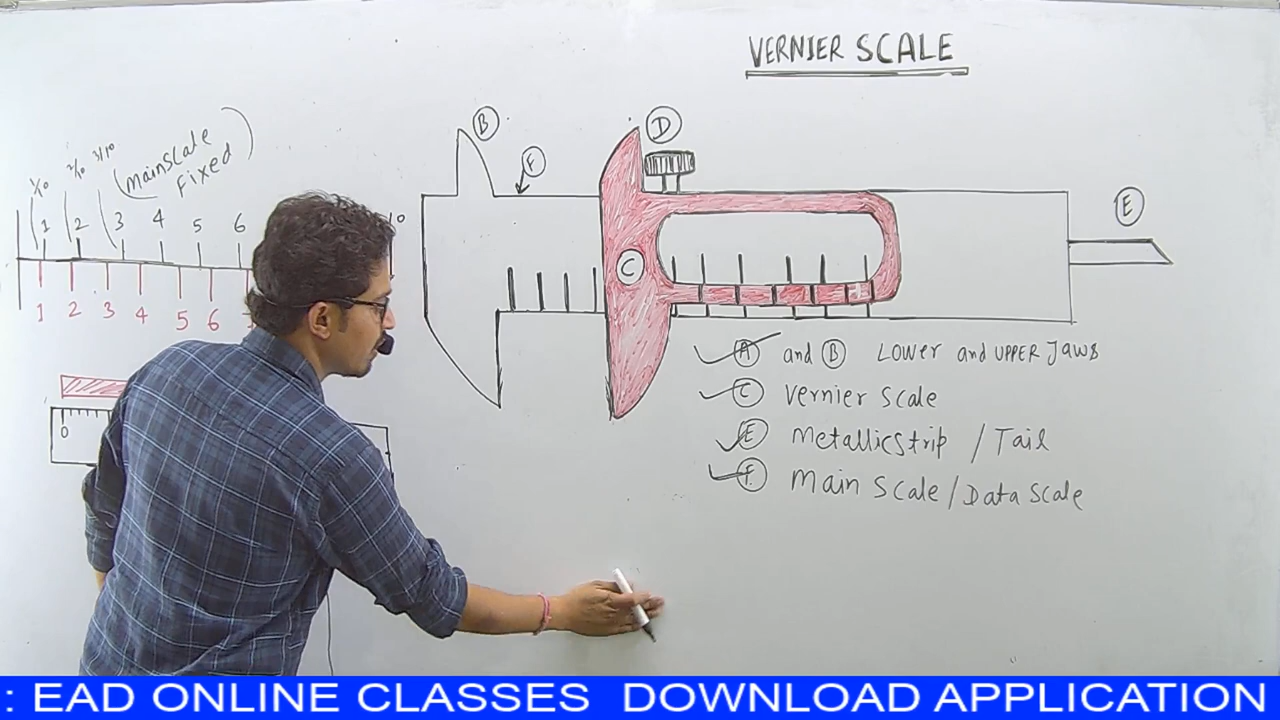 VERNIER SCALE
B
D
F
E
C
1/10 2/10 3/10
(Mainscale
Fixed)
1 2 3 4 5 6
1 2 3 4 5 6
0
A and B Lower and UPPER Jaws
C Vernier Scale
E Metallic Strip / Tail
F Main Scale / Data Scale
: EAD ONLINE CLASSES DOWNLOAD APPLICATION